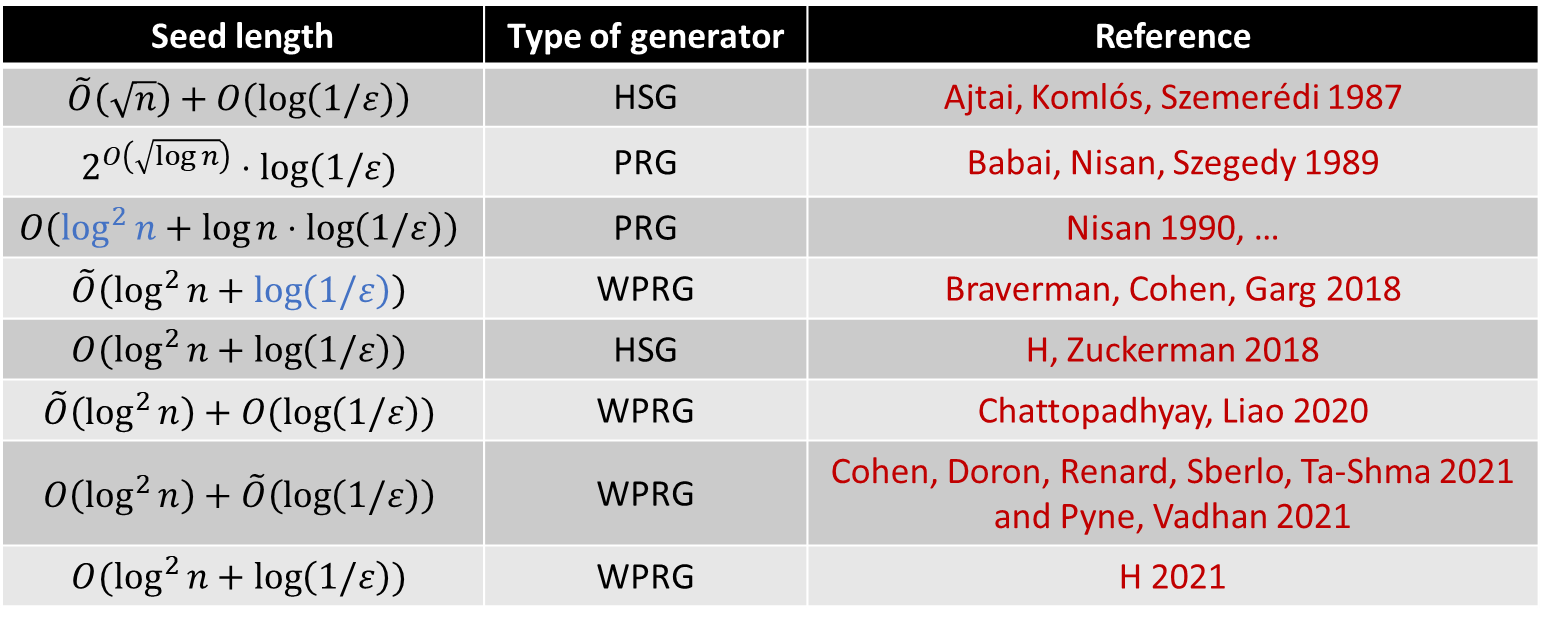 Seed length Type of generator Reference
Õ(√n) + O(log(1/ε)) HSG Ajtai, Komlós, Szemerédi 1987
2^O(√log n) · log(1/ε) PRG Babai, Nisan, Szegedy 1989
O(log² n + log n · log(1/ε)) PRG Nisan 1990, ...
Õ(log² n + log(1/ε)) WPRG Braverman, Cohen, Garg 2018
O(log² n + log(1/ε)) HSG H, Zuckerman 2018
Õ(log² n) + O(log(1/ε)) WPRG Chattopadhyay, Liao 2020
O(log² n) + Õ(log(1/ε)) WPRG Cohen, Doron, Renard, Sberlo, Ta-Shma 2021
and Pyne, Vadhan 2021
O(log² n + log(1/ε)) WPRG H 2021